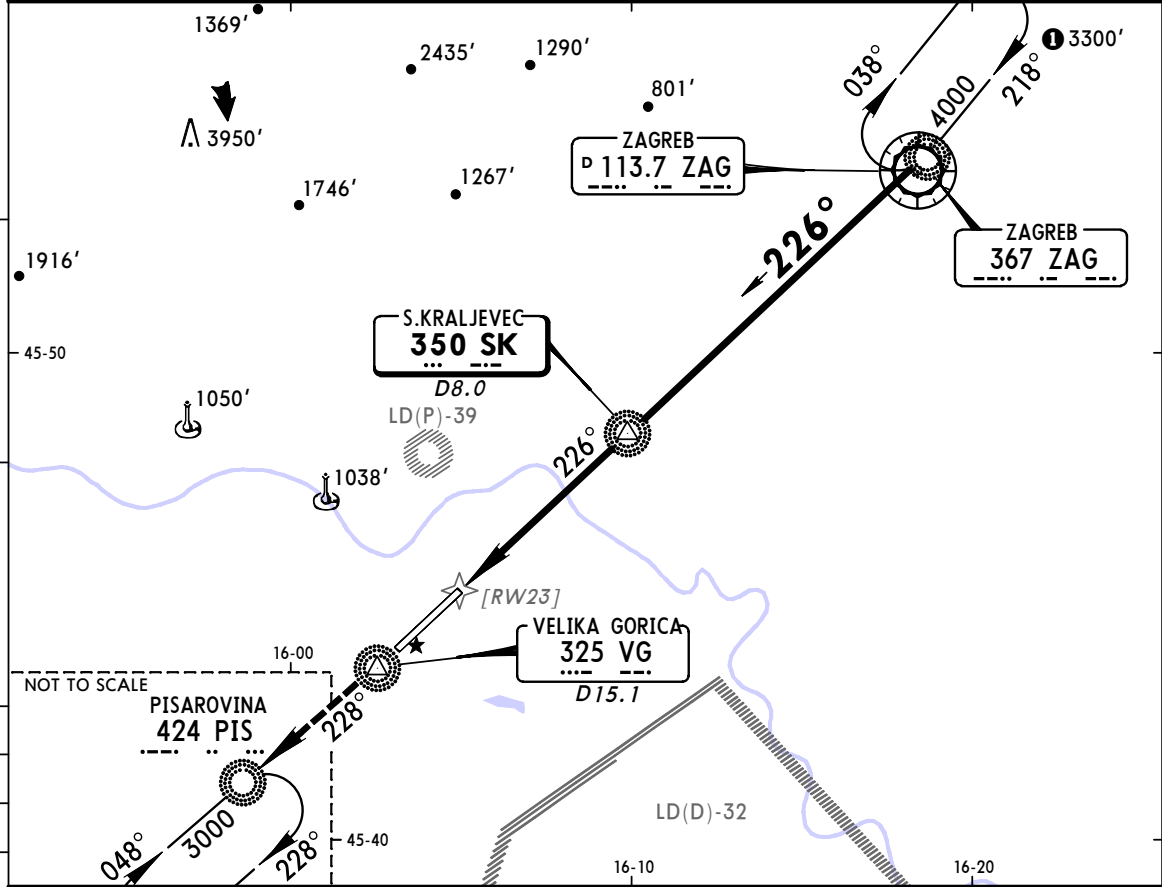 1369'
2435'
1290'
801'
3950'
1746'
1267'
1916'
038°
4000
218°
1 3300'
ZAGREB
D 113.7 ZAG
ZAGREB
367 ZAG
226°
45-50
S.KRALJEVEC
350 SK
D8.0
LD(P)-39
1050'
1038'
226°
[RW23]
VELIKA GORICA
325 VG
D15.1
16-00
NOT TO SCALE
PISAROVINA
424 PIS
228°
048°
3000
228°
45-40
LD(D)-32
16-10
16-20